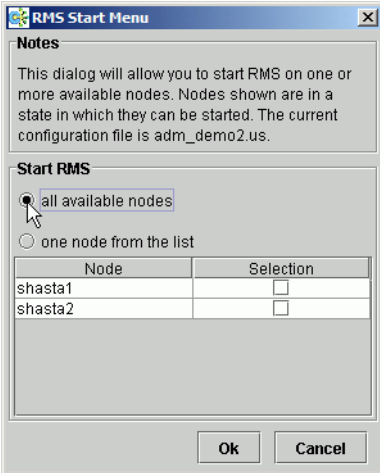 RMS Start Menu
Notes
This dialog will allow you to start RMS on one or
more available nodes. Nodes shown are in a
state in which they can be started. The current
configuration file is adm_demo2.us.
Start RMS
all available nodes
one node from the list
Node Selection
shasta1
shasta2
Ok Cancel